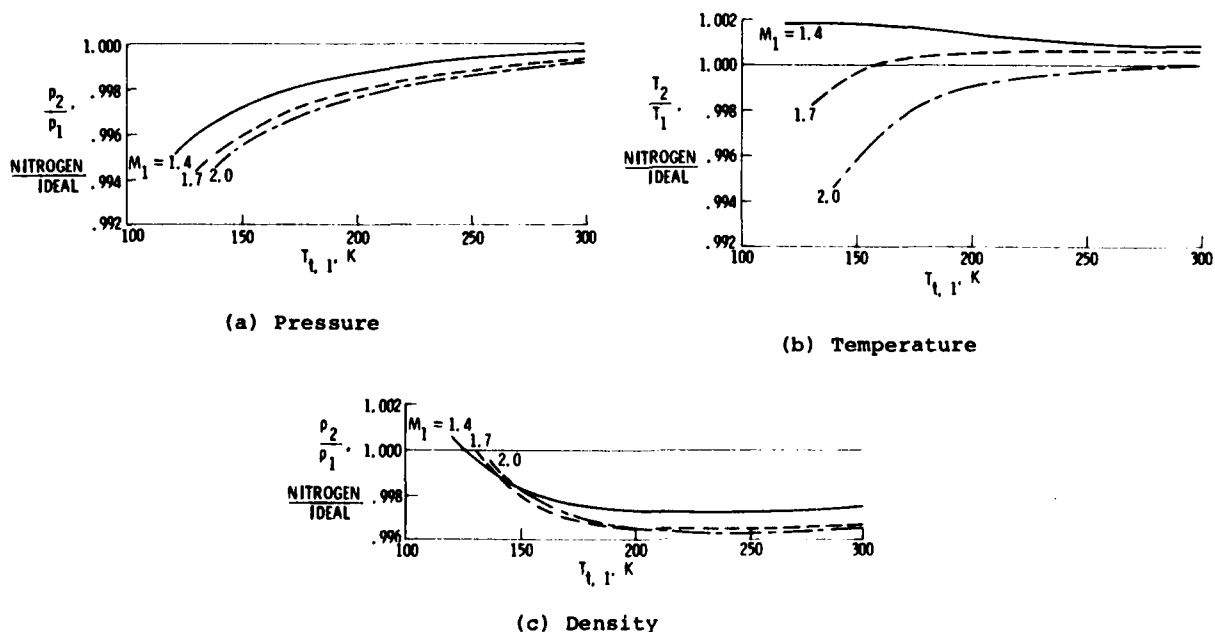 1.000
.998
.996
.994
.992
p2/p1,
NITROGEN
IDEAL
M1 = 1.4
1.7
2.0
100 150 200 250 300
Tt, 1, K
(a) Pressure
1.002
1.000
.998
.996
.994
.992
T2/T1,
NITROGEN
IDEAL
M1 = 1.4
1.7
2.0
100 150 200 250 300
Tt, 1, K
(b) Temperature
1.002
1.000
.998
.996
ρ2/ρ1,
NITROGEN
IDEAL
M1 = 1.4
1.7
2.0
100 150 200 250 300
Tt, 1, K
(c) Density